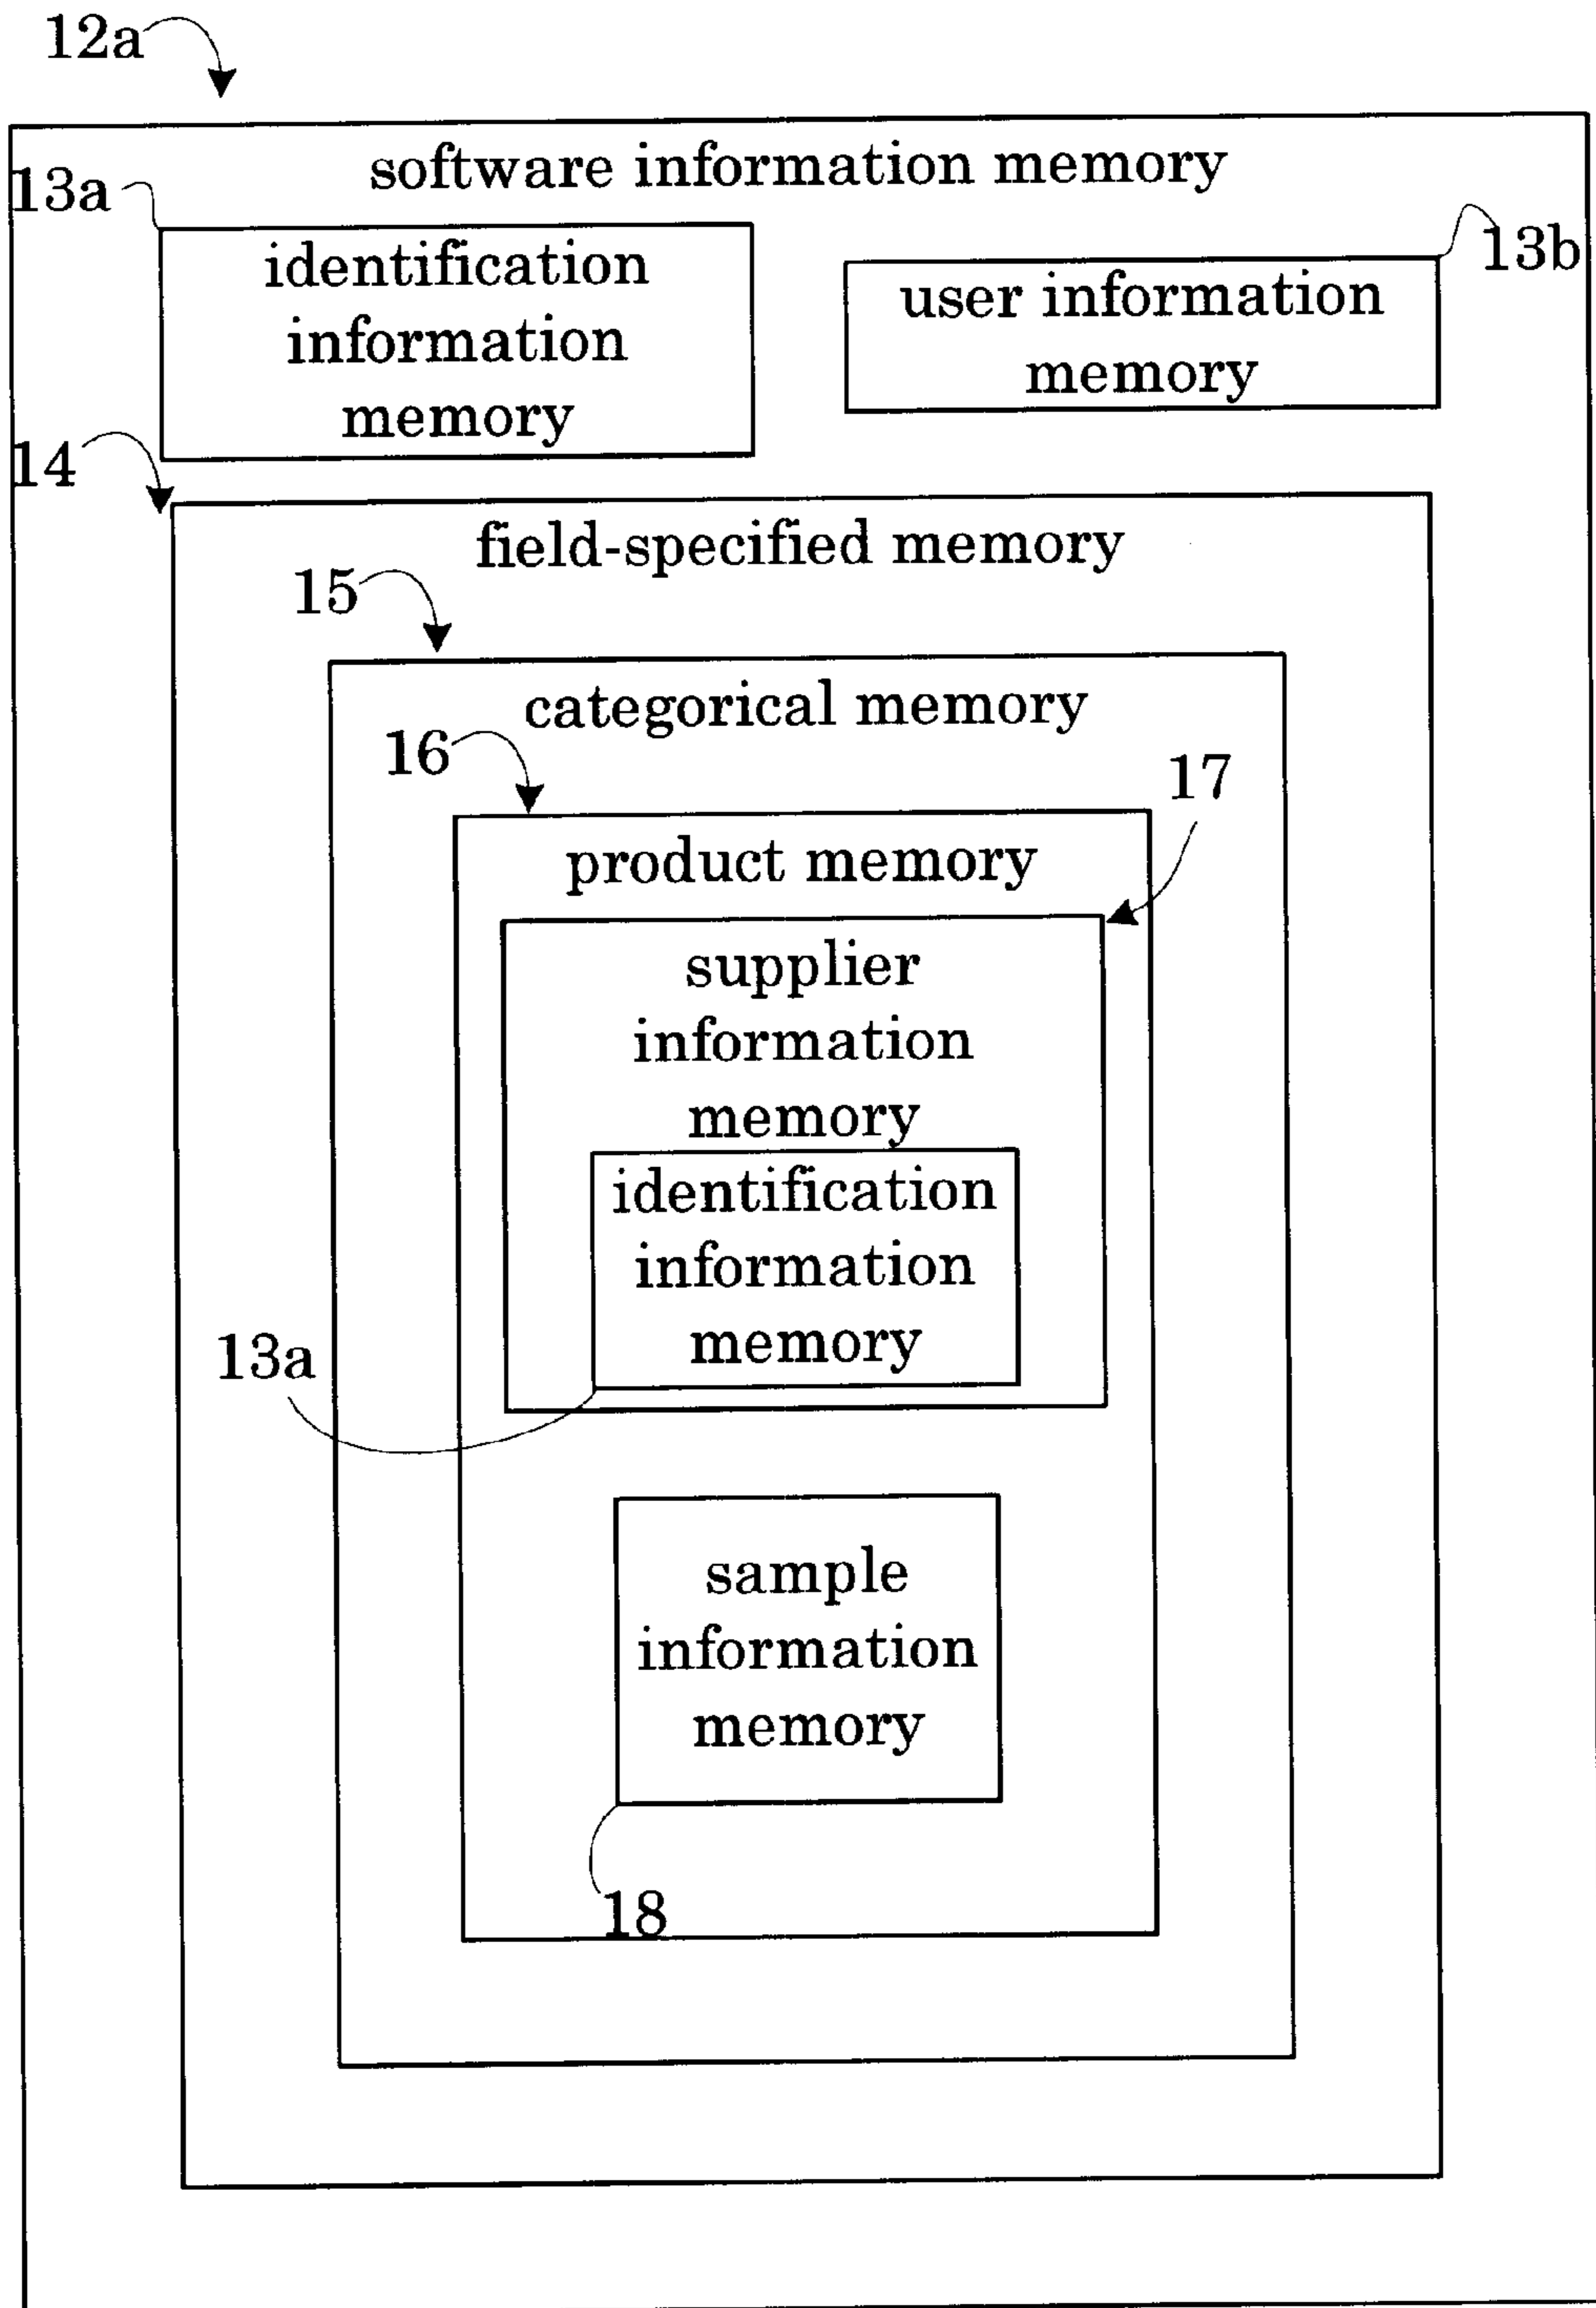 12a
software information memory
13a
identification
information
memory
13b
user information
memory
14
field-specified memory
15
categorical memory
16
17
product memory
supplier
information
memory
identification
information
memory
13a
sample
information
memory
18